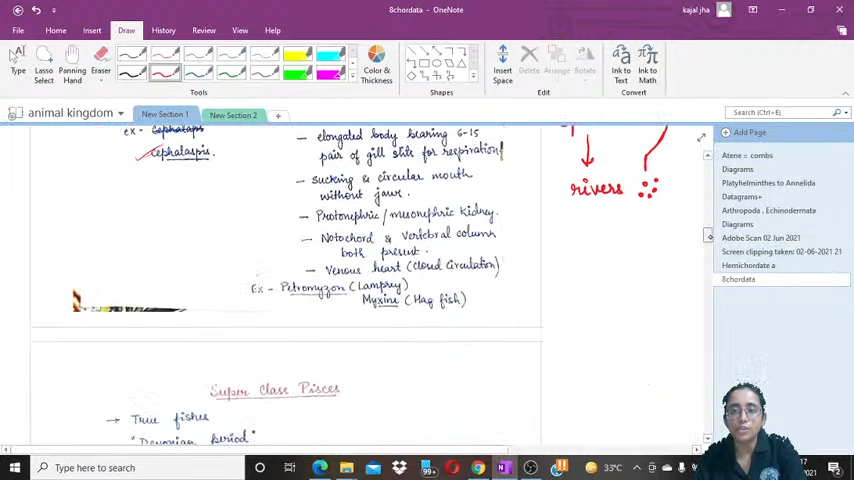 8chordata - OneNote
kajal jha
File Home Insert Draw History Review View Help
Type
Lasso Select
Panning Hand
Eraser
Color & Thickness
Insert Space
Delete
Arrange
Rotate
Ink to Text
Ink to Math
Tools
Shapes
Edit
Convert
animal kingdom
New Section 1
New Section 2
Search (Ctrl+E)
ex - 
cephalaspis.
- elongated body bearing 6-15
pair of gill slits for respiration
- sucking & circular mouth
without jaws.
- Protonephric/mesonephric kidney.
- Notochord & vertebral column
both present.
- Venous heart (Closed Circulation)
Ex - Petromyzon (Lamprey)
Myxine (Hag fish)
rivers
Super Class Pisces
→ True fishes
"Devonian period"
Add Page
Atene = combs
Diagrams
Platyhelminthes to Annelida
Datagrams+
Arthropoda . Echinodermata
Diagrams
Adobe Scan 02 Jun 2021
Screen clipping taken: 02-06-2021 21
Hemichordate a
8chordata
Type here to search
99+
33°C